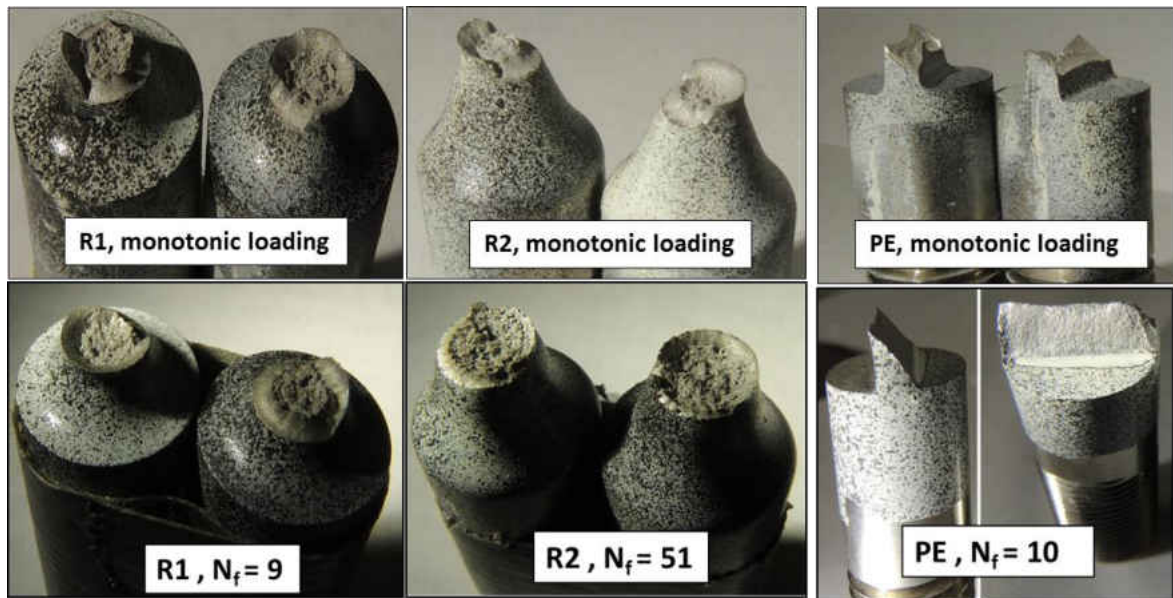 R1, monotonic loading
R2, monotonic loading
PE, monotonic loading
R1 , Nf = 9
R2 , Nf = 51
PE , Nf = 10